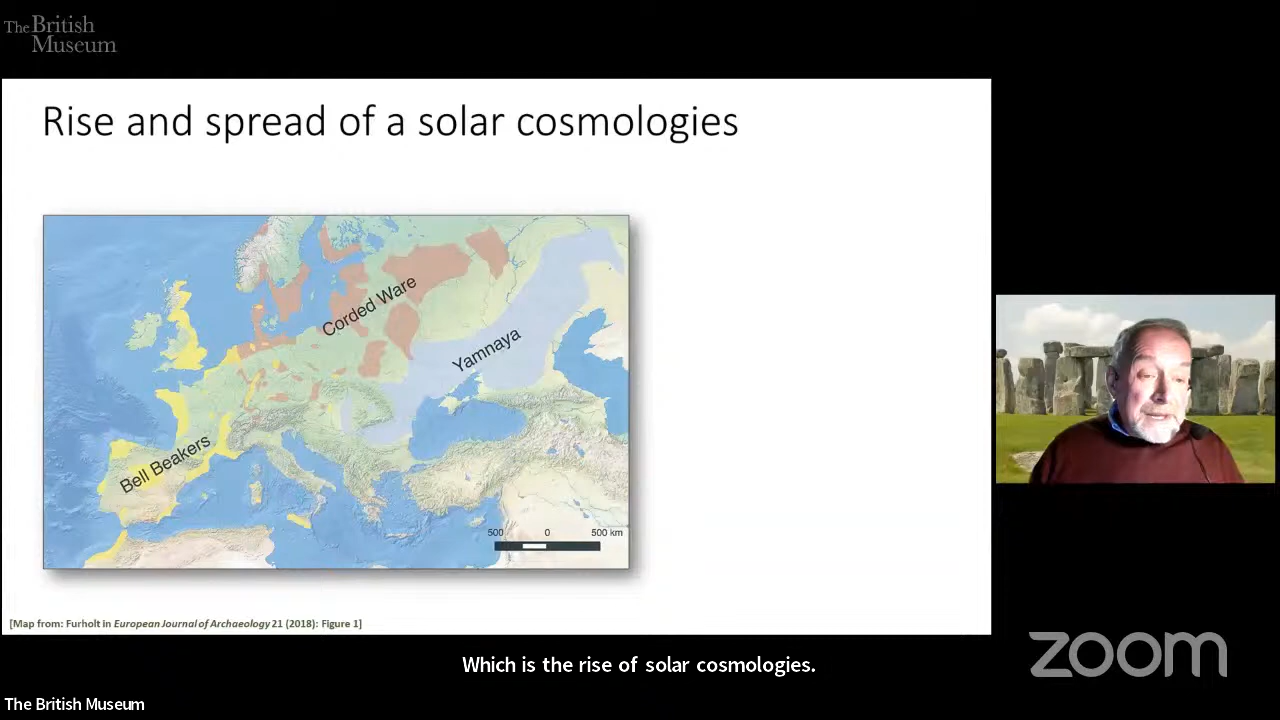 The British
Museum
Rise and spread of a solar cosmologies
Corded Ware
Yamnaya
Bell Beakers
500 0 500 km
[Map from: Furholt in European Journal of Archaeology 21 (2018): Figure 1]
zoom
Which is the rise of solar cosmologies.
The British Museum